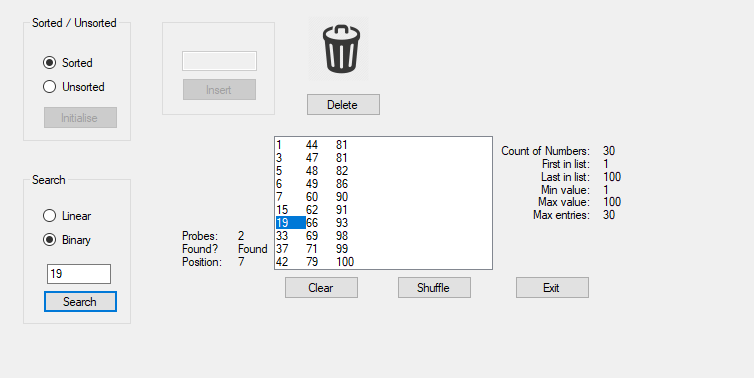 Sorted / Unsorted
Sorted
Unsorted
Initialise
Insert
Delete
Search
Linear
Binary
19
Search
Probes: 2
Found? Found
Position: 7
1 44 81
3 47 81
5 48 82
6 49 86
7 60 90
15 62 91
19 66 93
33 69 98
37 71 99
42 79 100
Count of Numbers: 30
First in list: 1
Last in list: 100
Min value: 1
Max value: 100
Max entries: 30
Clear
Shuffle
Exit